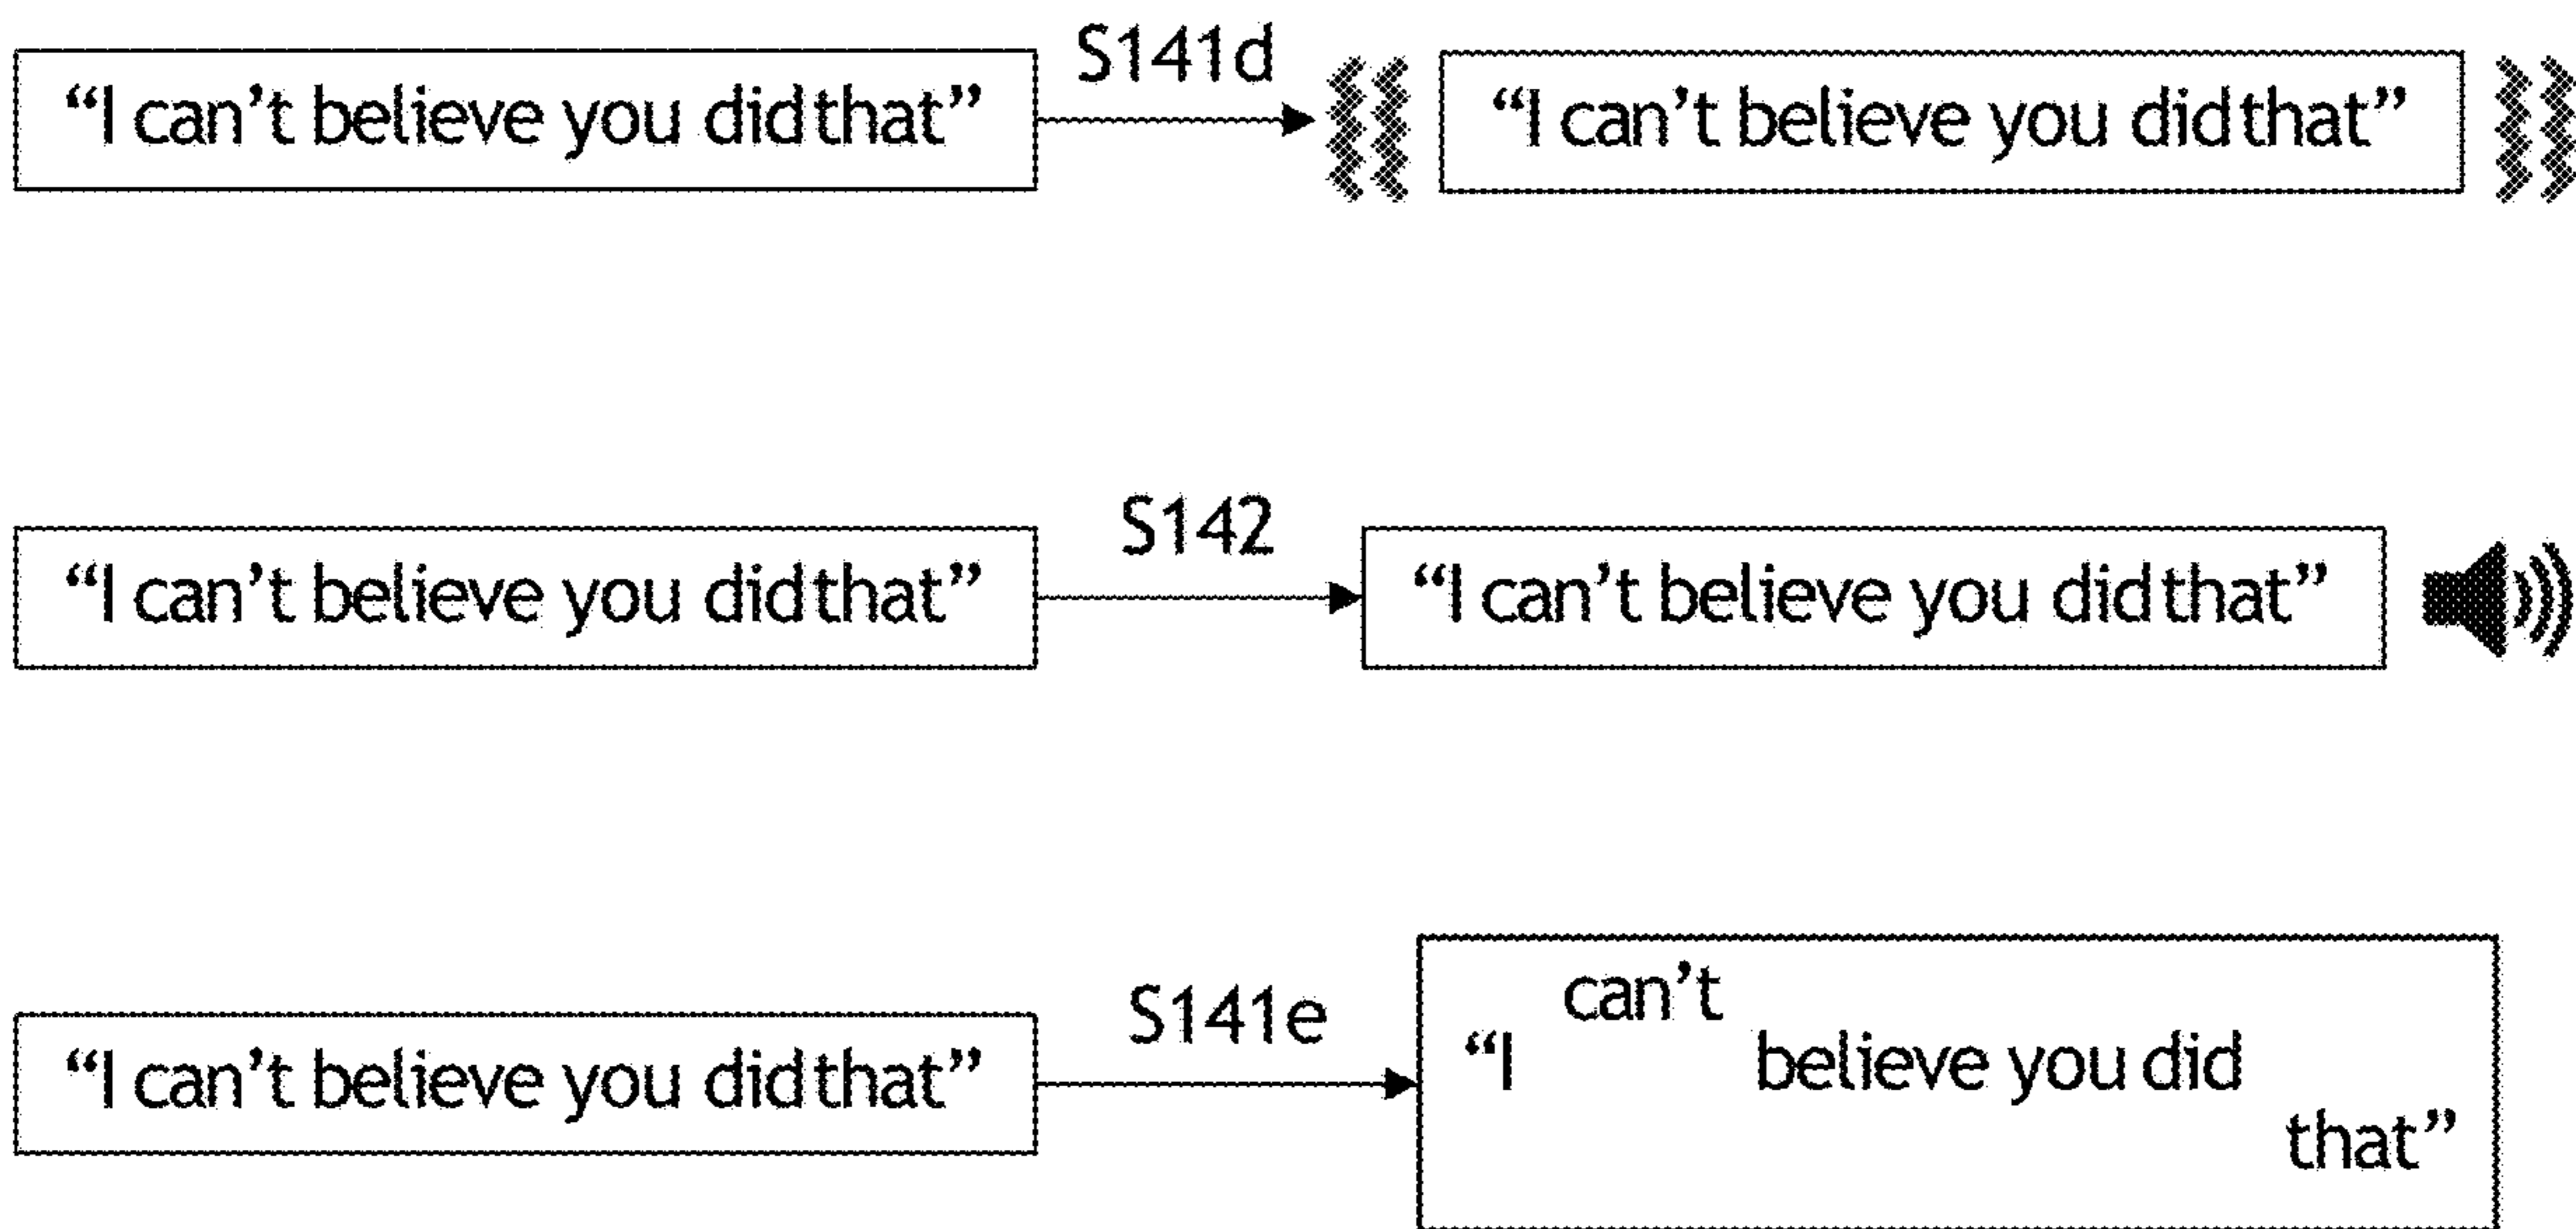 “I can’t believe you did that” S141d “I can’t believe you did that”
“I can’t believe you did that” S142 “I can’t believe you did that”
“I can’t believe you did that” S141e
can’t
“I believe you did
that”